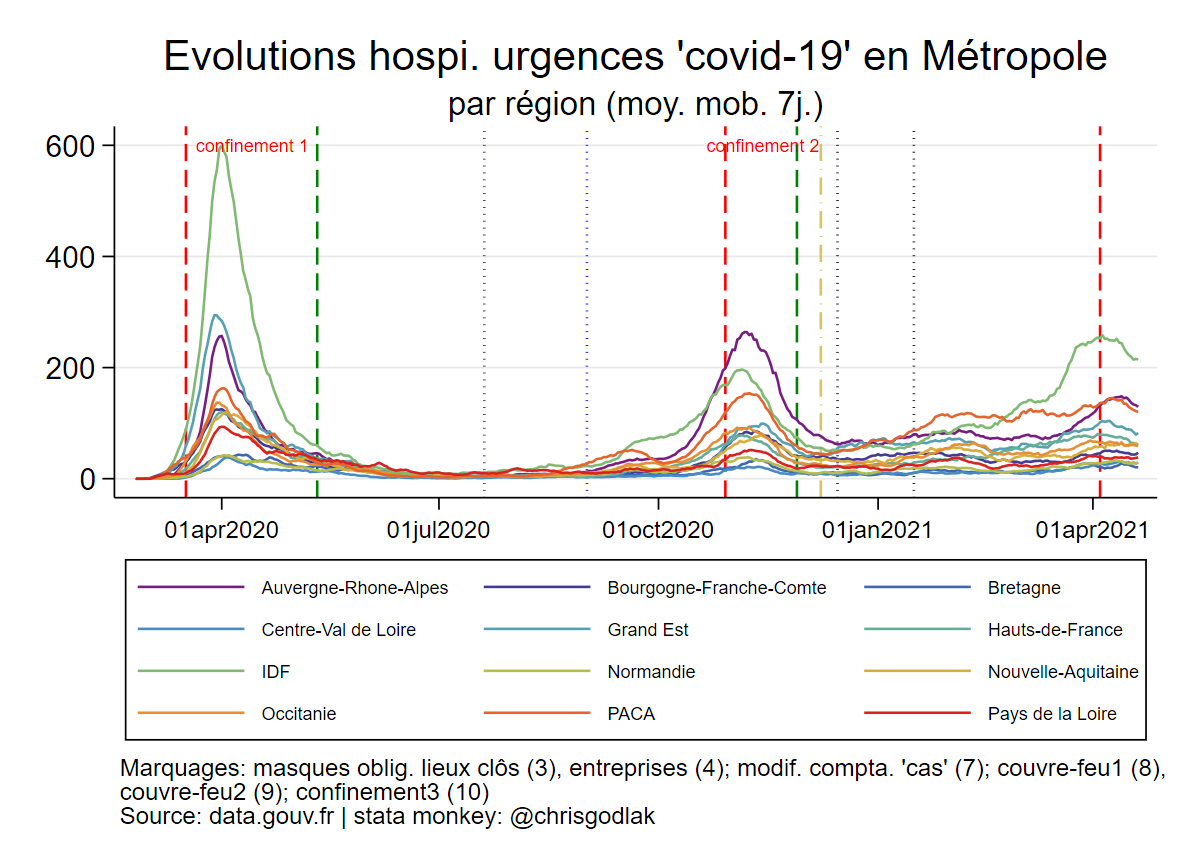 Evolutions hospi. urgences 'covid-19' en Métropole
par région (moy. mob. 7j.)
confinement 1
confinement 2
600
400
200
0
01apr2020
01jul2020
01oct2020
01jan2021
01apr2021
Auvergne-Rhone-Alpes
Bourgogne-Franche-Comte
Bretagne
Centre-Val de Loire
Grand Est
Hauts-de-France
IDF
Normandie
Nouvelle-Aquitaine
Occitanie
PACA
Pays de la Loire
Marquages: masques oblig. lieux clôs (3), entreprises (4); modif. compta. 'cas' (7); couvre-feu1 (8),
couvre-feu2 (9); confinement3 (10)
Source: data.gouv.fr | stata monkey: @chrisgodlak